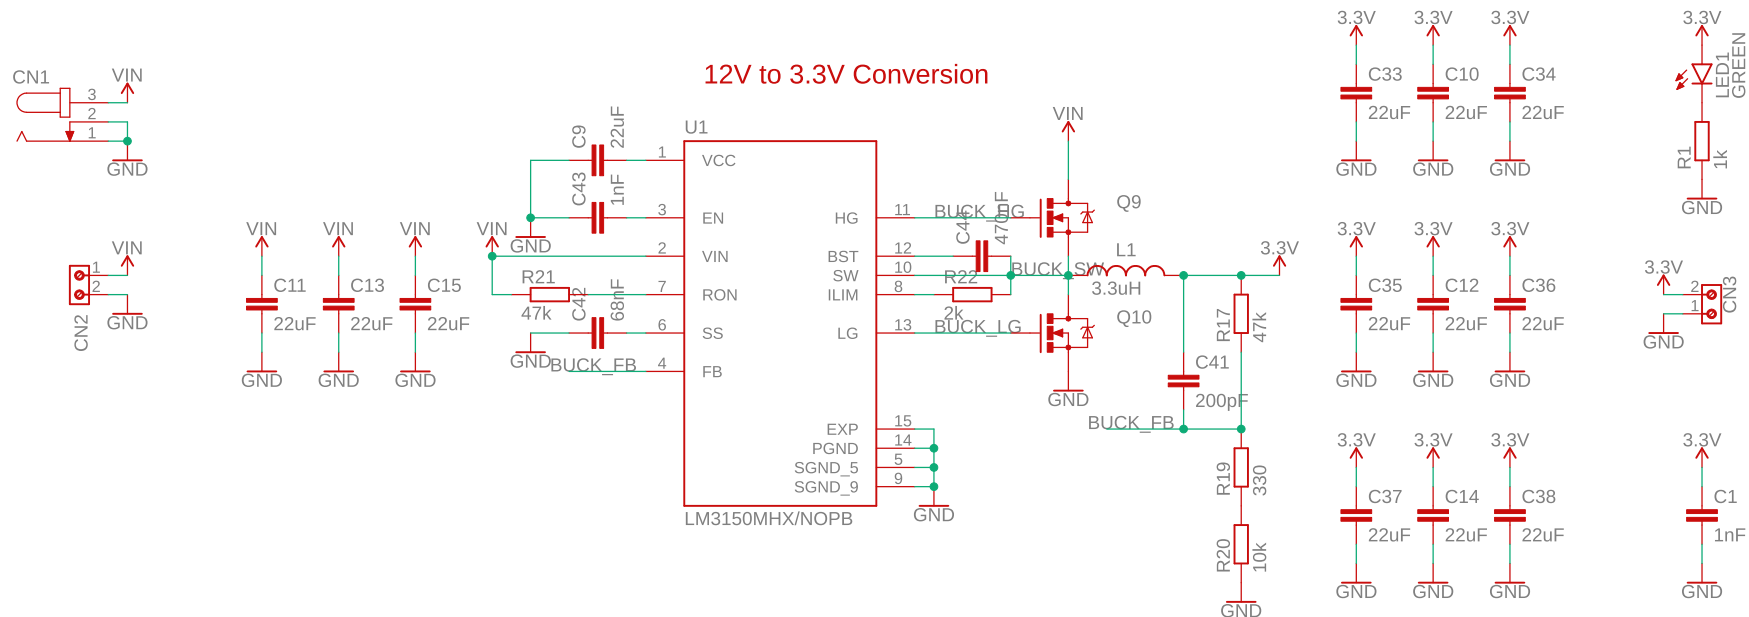 12V to 3.3V Conversion
CN1
VIN
3
2
1
GND
VIN
1
2
GND
CN2
VIN
C11
22uF
GND
VIN
C13
22uF
GND
VIN
C15
22uF
GND
VIN
C9
22uF
C43
1nF
GND
R21
47k
C42
68nF
GND
BUCK_FB
U1
1
VCC
3
EN
2
VIN
7
RON
6
SS
4
FB
HG
11
BST
12
SW
10
ILIM
8
LG
13
EXP
15
PGND
14
SGND_5
5
SGND_9
9
LM3150MHX/NOPB
GND
BUCK_HG
C44
470nF
R22
2k
BUCK_SW
BUCK_LG
VIN
Q9
Q10
GND
L1
3.3uH
3.3V
C41
200pF
BUCK_FB
R17
47k
R19
330
R20
10k
GND
3.3V
C33
22uF
GND
3.3V
C10
22uF
GND
3.3V
C34
22uF
GND
3.3V
C35
22uF
GND
3.3V
C12
22uF
GND
3.3V
C36
22uF
GND
3.3V
C37
22uF
GND
3.3V
C14
22uF
GND
3.3V
C38
22uF
GND
3.3V
LED1
GREEN
R1
1k
GND
3.3V
2
1
CN3
GND
3.3V
C1
1nF
GND